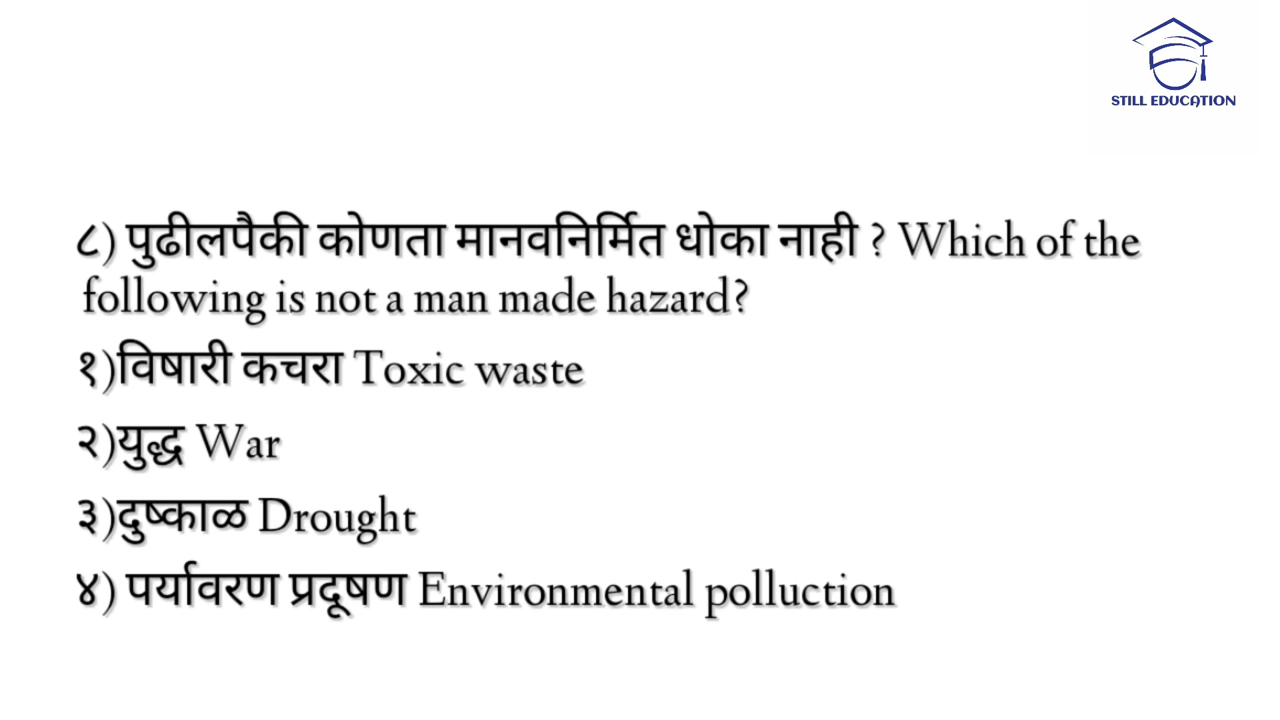 STILL EDUCATION
८) पुढीलपैकी कोणता मानवनिर्मित धोका नाही ? Which of the
following is not a man made hazard?
१)विषारी कचरा Toxic waste
२)युद्ध War
३)दुष्काळ Drought
४) पर्यावरण प्रदूषण Environmental polluction